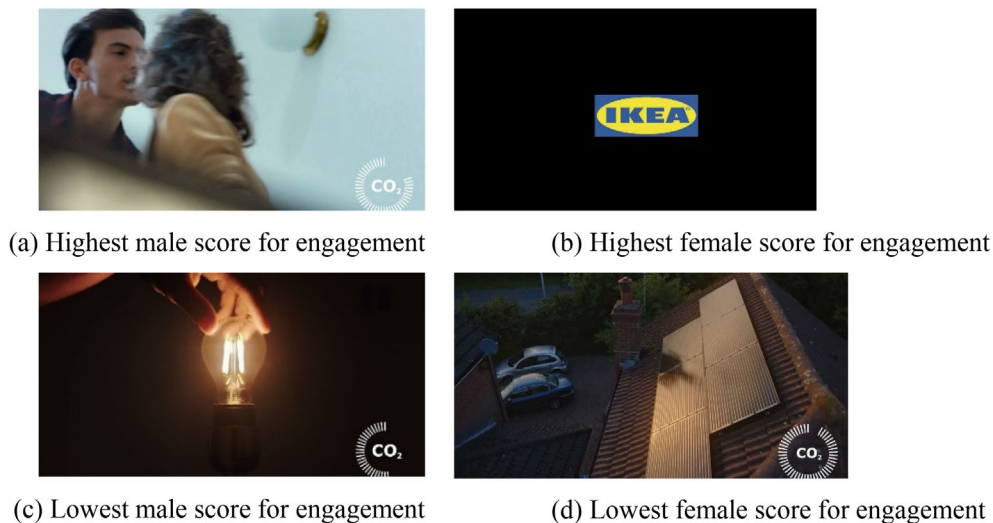 CO₂
IKEA
(a) Highest male score for engagement
(b) Highest female score for engagement
CO₂
CO₂
(c) Lowest male score for engagement
(d) Lowest female score for engagement